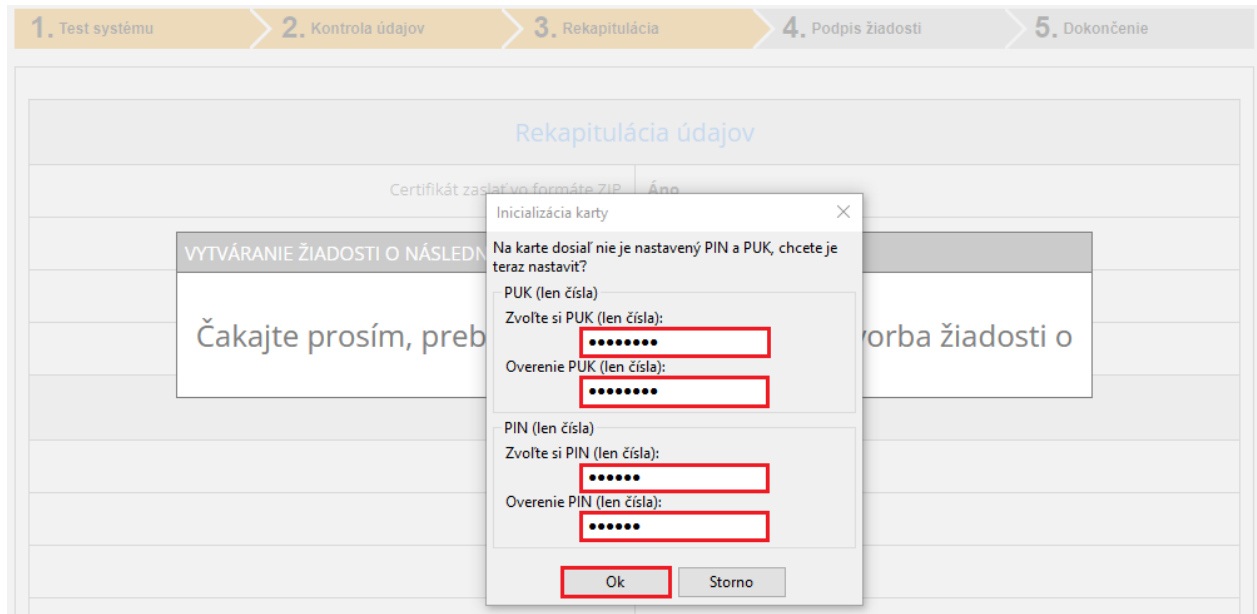 1. Test systèmu
2. Kontrola údajov
3. Rekapitulácia
4. Podpis žiadosti
5. Dokončenie
Rekapitulácia údajov
Certifikát zaslať vo formáte ZIP Áno
Inicializácia karty
VYTVÁRANIE ŽIADOSTI O NÁSLEDN
Na karte dosiaľ nie je nastavený PIN a PUK, chcete je
teraz nastavit?
PUK (len čísla)
Zvoľte si PUK (len čísla):
••••••••
Čakajte prosím, preb
vorba žiadosti o
Overenie PUK (len čísla):
••••••••
PIN (len čísla)
Zvoľte si PIN (len čísla):
••••••
Overenie PIN (len čísla):
••••••
Ok
Storno